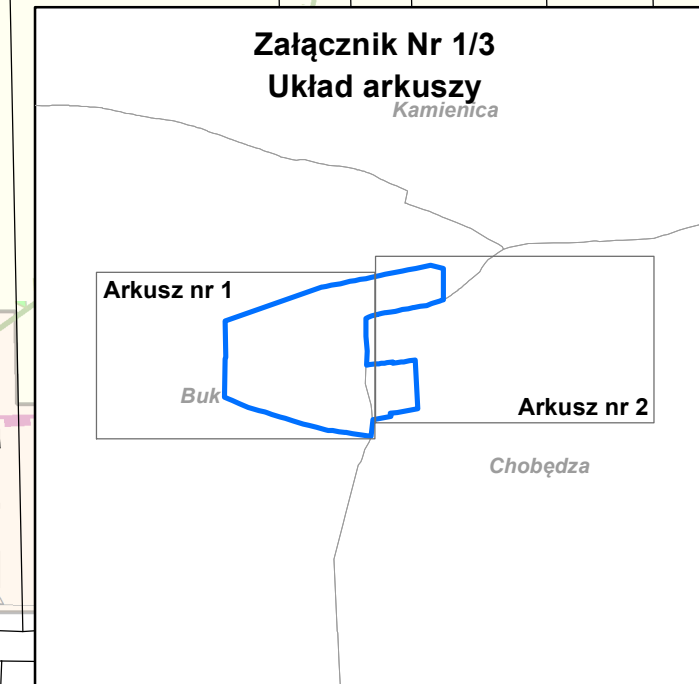 Załącznik Nr 1/3
Układ arkuszy
Kamienica
Arkusz nr 1
Buk
Arkusz nr 2
Chobędza